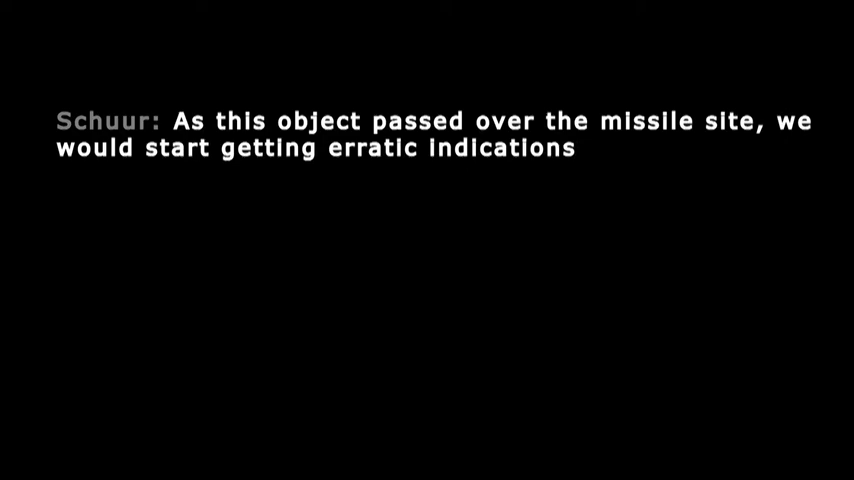 Schuur: As this object passed over the missile site, we
would start getting erratic indications